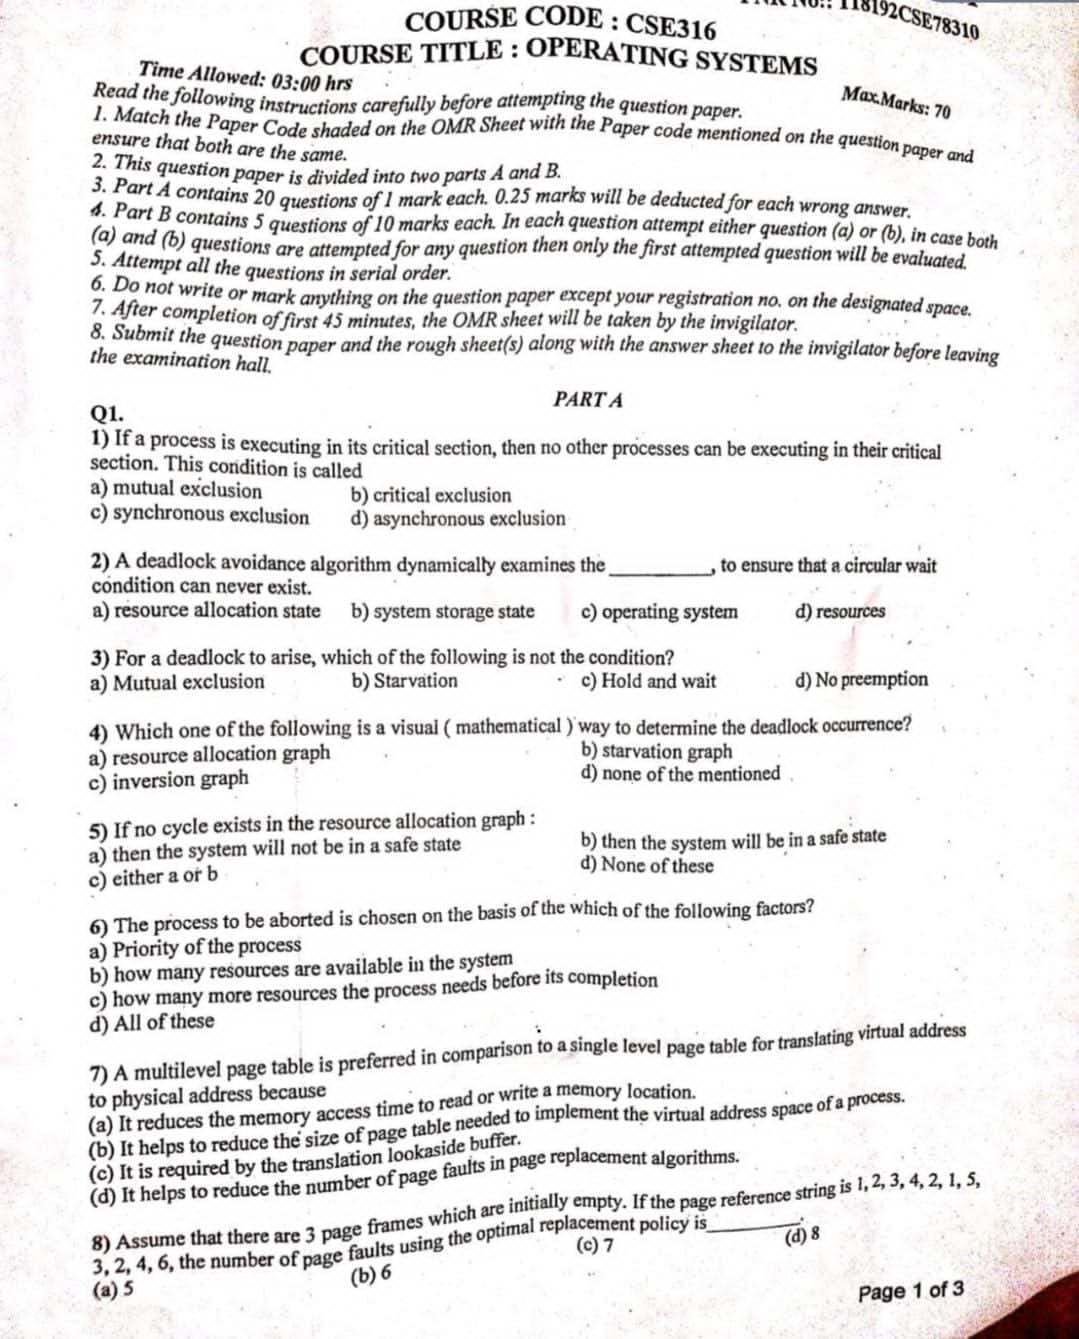 118192CSE78310
COURSE CODE : CSE316
COURSE TITLE : OPERATING SYSTEMS
Time Allowed: 03:00 hrs
Max.Marks: 70
Read the following instructions carefully before attempting the question paper.
1. Match the Paper Code shaded on the OMR Sheet with the Paper code mentioned on the question paper and
ensure that both are the same.
2. This question paper is divided into two parts A and B.
3. Part A contains 20 questions of 1 mark each. 0.25 marks will be deducted for each wrong answer.
4. Part B contains 5 questions of 10 marks each. In each question attempt either question (a) or (b), in case both
(a) and (b) questions are attempted for any question then only the first attempted question will be evaluated.
5. Attempt all the questions in serial order.
6. Do not write or mark anything on the question paper except your registration no. on the designated space.
7. After completion of first 45 minutes, the OMR sheet will be taken by the invigilator.
8. Submit the question paper and the rough sheet(s) along with the answer sheet to the invigilator before leaving
the examination hall.
PART A
Q1.
1) If a process is executing in its critical section, then no other processes can be executing in their critical
section. This condition is called
a) mutual exclusion b) critical exclusion
c) synchronous exclusion d) asynchronous exclusion
2) A deadlock avoidance algorithm dynamically examines the __________, to ensure that a circular wait
condition can never exist.
a) resource allocation state b) system storage state c) operating system d) resources
3) For a deadlock to arise, which of the following is not the condition?
a) Mutual exclusion b) Starvation c) Hold and wait d) No preemption
4) Which one of the following is a visual ( mathematical ) way to determine the deadlock occurrence?
a) resource allocation graph b) starvation graph
c) inversion graph d) none of the mentioned
5) If no cycle exists in the resource allocation graph :
a) then the system will not be in a safe state b) then the system will be in a safe state
c) either a or b d) None of these
6) The process to be aborted is chosen on the basis of the which of the following factors?
a) Priority of the process
b) how many resources are available in the system
c) how many more resources the process needs before its completion
d) All of these
7) A multilevel page table is preferred in comparison to a single level page table for translating virtual address
to physical address because
(a) It reduces the memory access time to read or write a memory location.
(b) It helps to reduce the size of page table needed to implement the virtual address space of a process.
(c) It is required by the translation lookaside buffer.
(d) It helps to reduce the number of page faults in page replacement algorithms.
8) Assume that there are 3 page frames which are initially empty. If the page reference string is 1, 2, 3, 4, 2, 1, 5,
3, 2, 4, 6, the number of page faults using the optimal replacement policy is__________.
(a) 5 (b) 6 (c) 7 (d) 8
Page 1 of 3